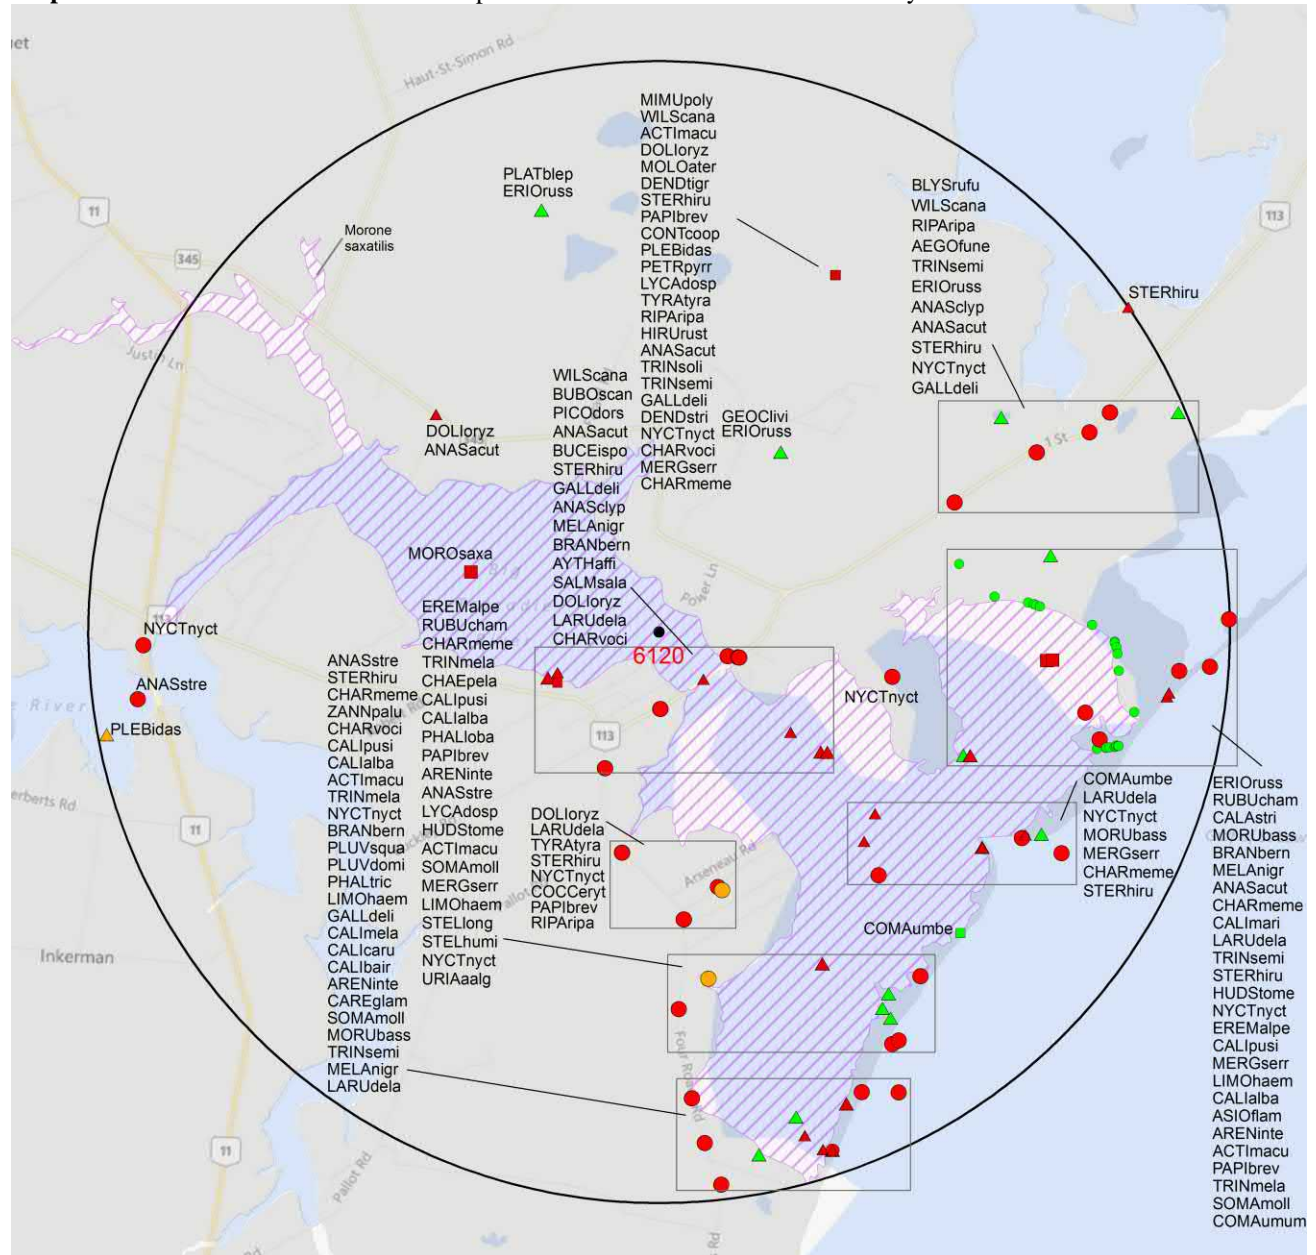 Haut-St-Simon Rd
11
345
Morone
saxatilis
Justin Ln
PLATblep
ERIOruss
MIMUpoly
WILScana
ACTImacu
DOLIoryz
MOLOater
DENDtigr
STERhiru
PAPIbrev
CONTcoop
PLEBidas
PETRpyrr
LYCAdosp
TYRAtyra
RIPAripa
HIRUrust
ANASacut
TRINsoli
TRINsemi
GALLdeli
DENDstri
NYCTnyct
CHARvoci
MERGserr
CHARmeme
BLYSrufu
WILScana
RIPAripa
AEGOfune
TRINsemi
ERIOruss
ANASclyp
ANASacut
STERhiru
NYCTnyct
GALLdeli
113
STERhiru
1 St
DOLIoryz
ANASacut
345
GEOClivi
ERIOruss
WILScana
BUBOscan
PICOdors
ANASacut
BUCEispo
STERhiru
GALLdeli
ANASclyp
MELAnigr
BRANbern
AYTHaffi
SALMsala
DOLIoryz
LARUdela
CHARvoci
MOROsaxa
Big
Power Ln
6120
113
NYCTnyct
ANASstre
PLEBidas
River
EREMalpe
RUBUcham
CHARmeme
TRINmela
CHAEpela
CALIpusi
CALIalba
PHALloba
PAPIbrev
ARENinte
ANASstre
LYCAdosp
HUDStome
ACTImacu
SOMAmoll
MERGserr
LIMOhaem
STELlong
STELhumi
NYCTnyct
URIAaalg
ANASstre
STERhiru
CHARmeme
ZANNpalu
CHARvoci
CALIpusi
CALIalba
ACTImacu
TRINmela
NYCTnyct
BRANbern
PLUVsqua
PLUVdomi
PHALtric
LIMOhaem
GALLdeli
CALImela
CALIcaru
CALIbair
ARENinte
CAREglam
SOMAmoll
MORUbass
TRINsemi
MELAnigr
LARUdela
113
NYCTnyct
DOLIoryz
LARUdela
TYRAtyra
STERhiru
NYCTnyct
COCCeryt
PAPIbrev
RIPAripa
Arseneau Rd
COMAumbe
LARUdela
NYCTnyct
MORUbass
MERGserr
CHARmeme
STERhiru
COMAumbe
ERIOruss
RUBUcham
CALAstri
MORUbass
BRANbern
MELAnigr
ANASacut
CHARmeme
CALImari
LARUdela
TRINsemi
STERhiru
HUDStome
NYCTnyct
EREMalpe
CALIpusi
MERGserr
LIMOhaem
CALIalba
ASIOflam
ARENinte
ACTImacu
PAPIbrev
TRINmela
SOMAmoll
COMAumum
11
Inkerman
Four Roads Rd
11
Pallot Rd